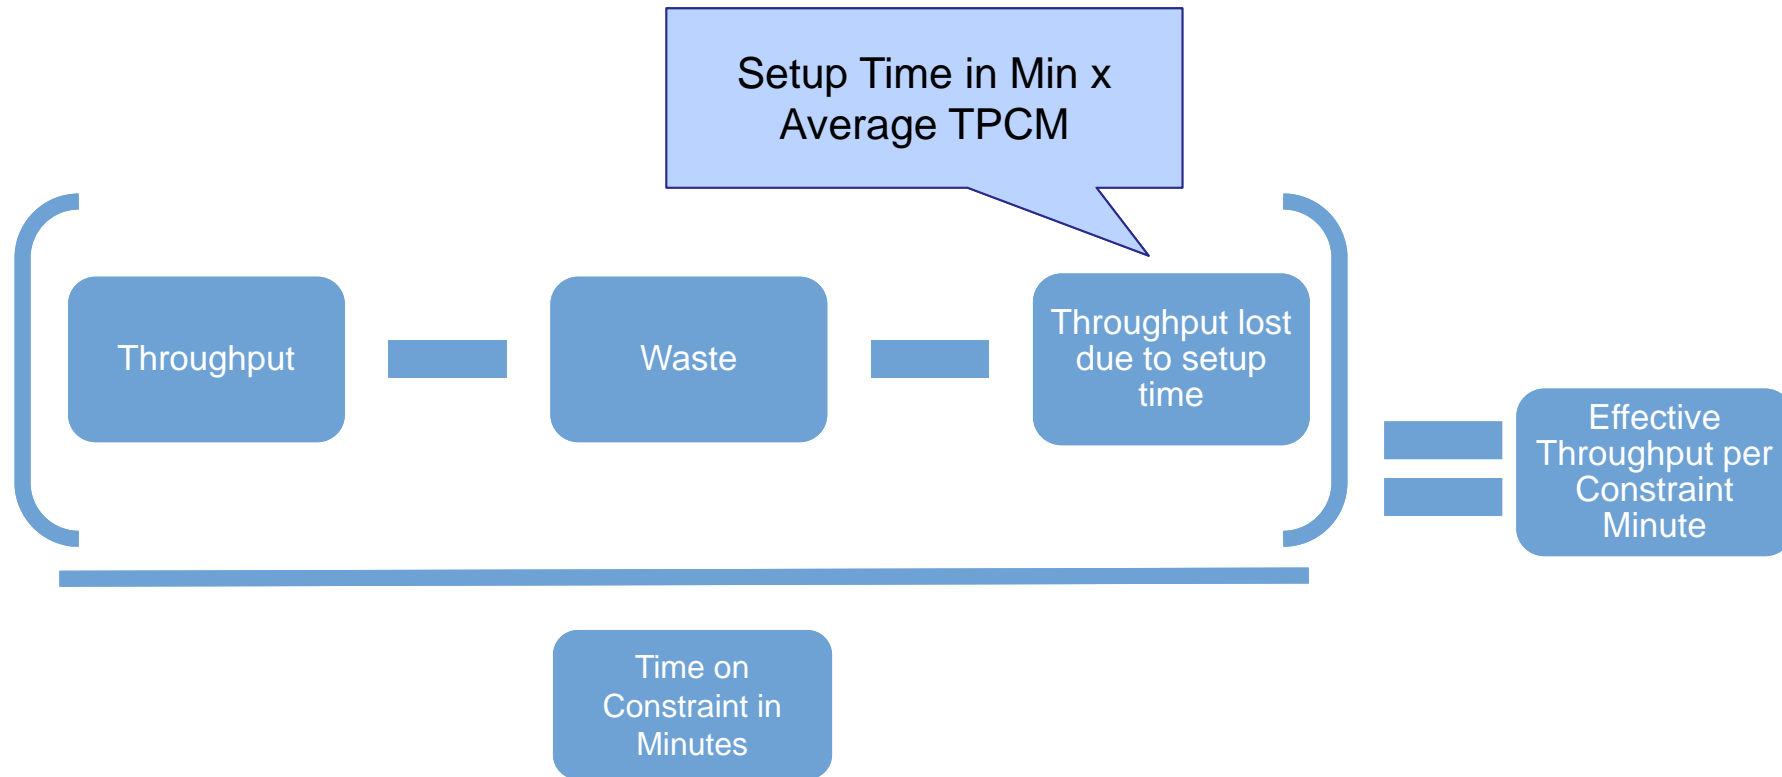 Setup Time in Min x
Average TPCM
Throughput
Waste
Throughput lost
due to setup
time
Effective
Throughput per
Constraint
Minute
Time on
Constraint in
Minutes